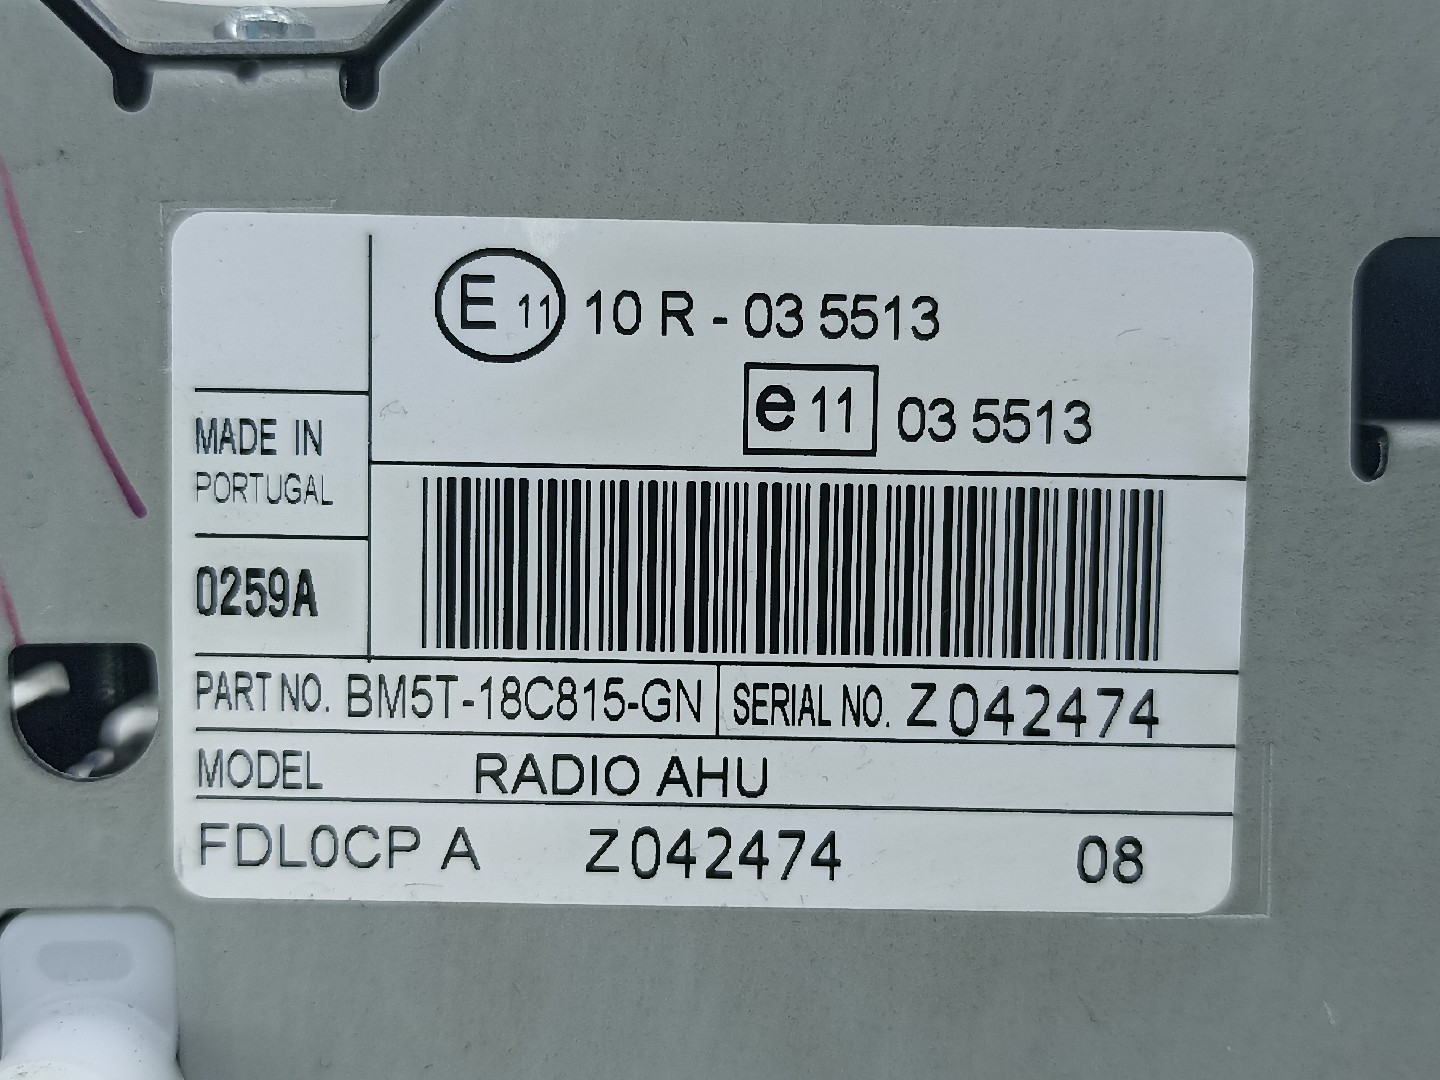 E 11 10 R - 03 5513
e 11 03 5513
MADE IN
PORTUGAL
0259A
PART NO. BM5T-18C815-GN SERIAL NO. Z042474
MODEL RADIO AHU
FDL0CP A Z042474 08